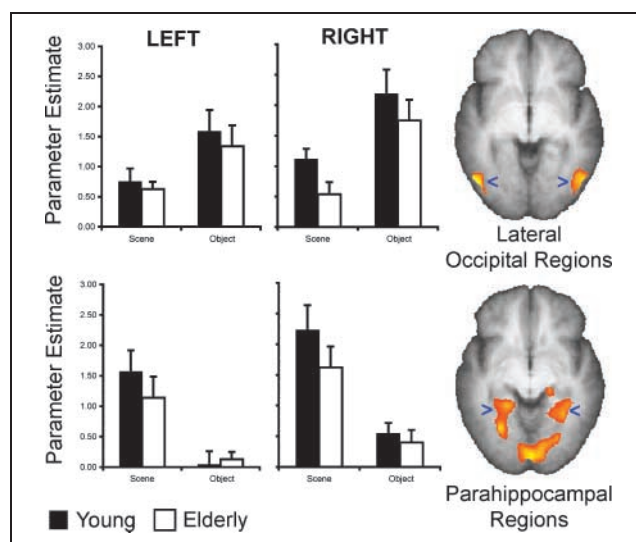 LEFT
RIGHT
Parameter Estimate
3.00
2.50
2.00
1.50
1.00
0.50
0.00
Scene
Object
Scene
Object
<
>
Lateral
Occipital Regions
Parameter Estimate
3.00
2.50
2.00
1.50
1.00
0.50
0.00
Scene
Object
Scene
Object
>
<
Parahippocampal
Regions
Young
Elderly